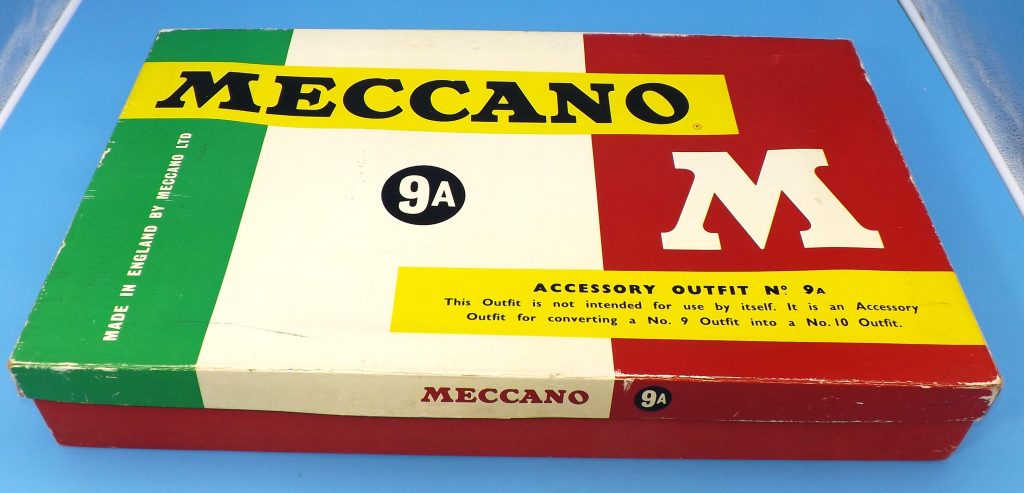 MECCANO®
9A
M
MADE IN ENGLAND BY MECCANO LTD
ACCESSORY OUTFIT Nº 9A
This Outfit is not intended for use by itself. It is an Accessory
Outfit for converting a No. 9 Outfit into a No. 10 Outfit.
MECCANO
9A